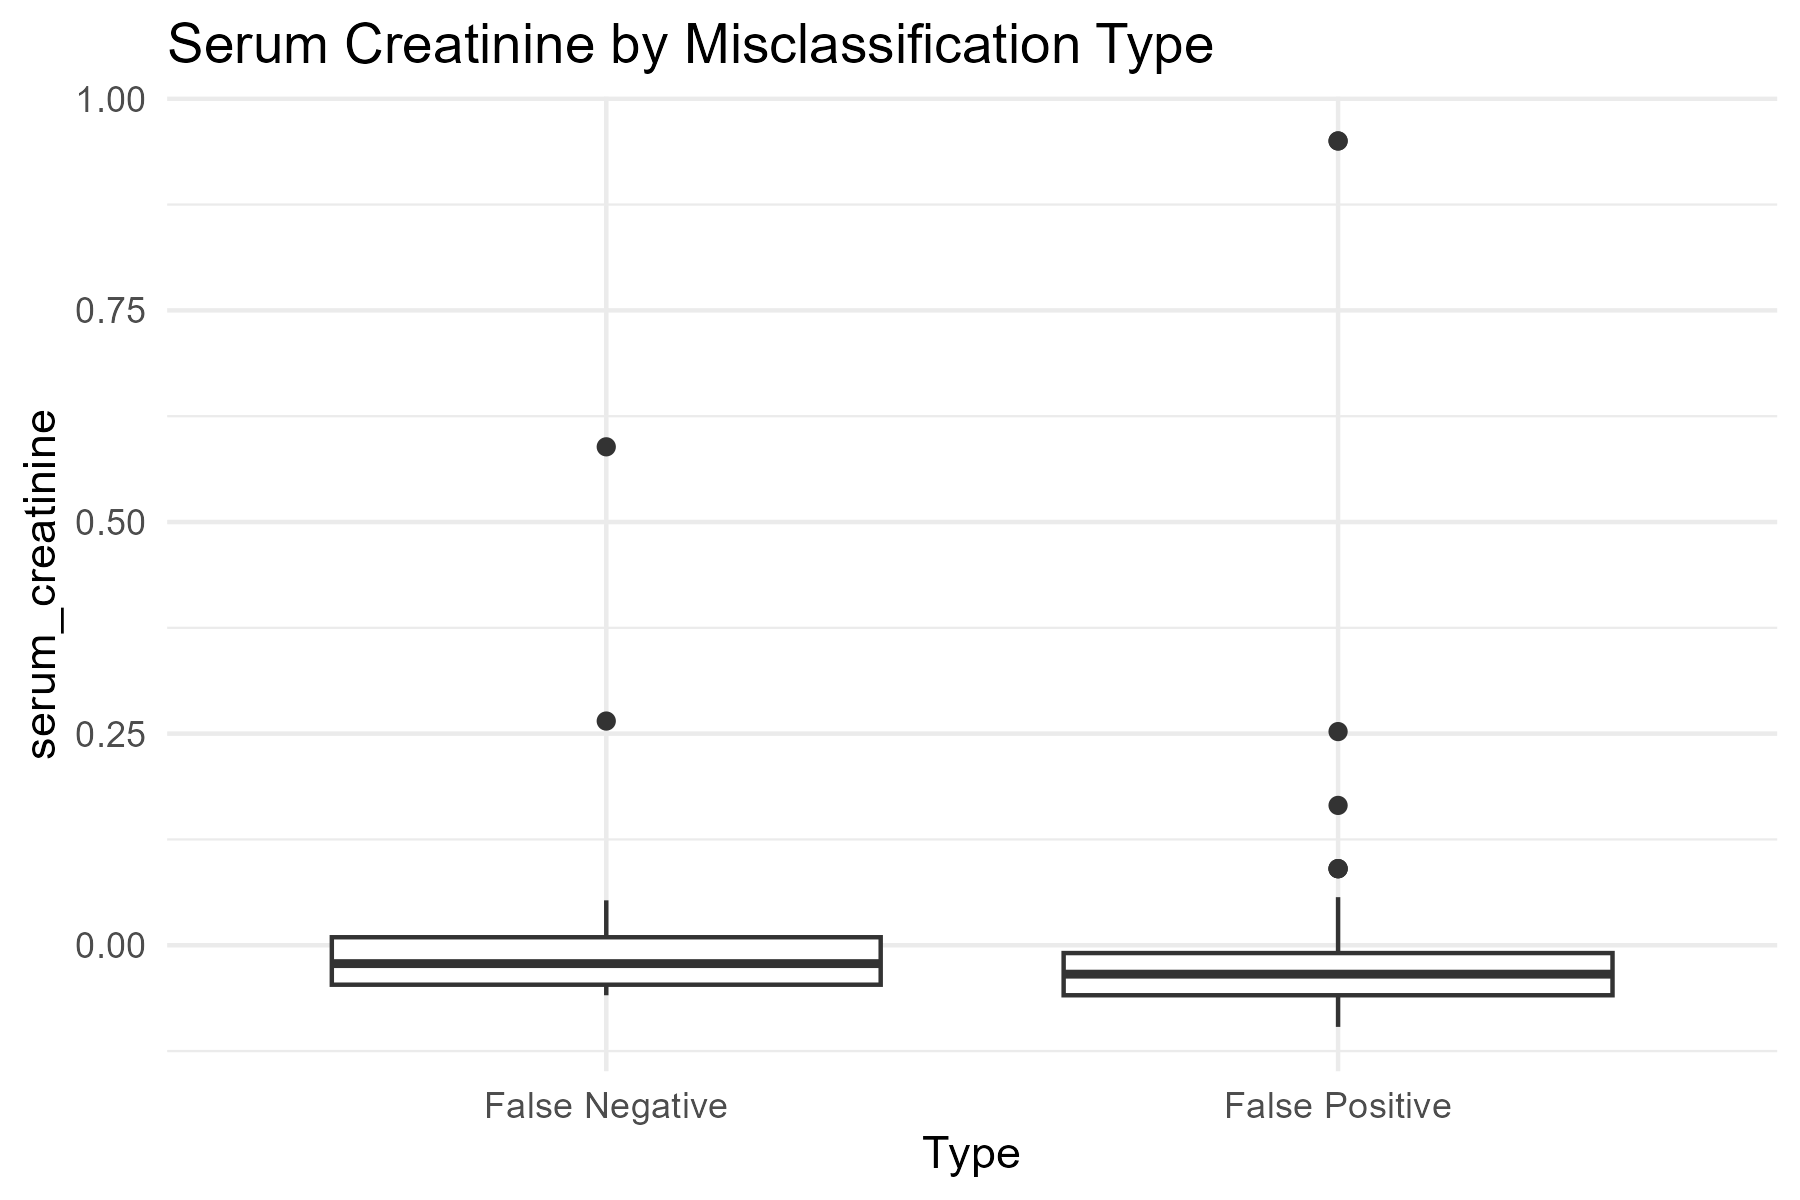 Serum Creatinine by Misclassification Type
1.00
0.75
0.50
0.25
0.00
serum_creatinine
False Negative
False Positive
Type